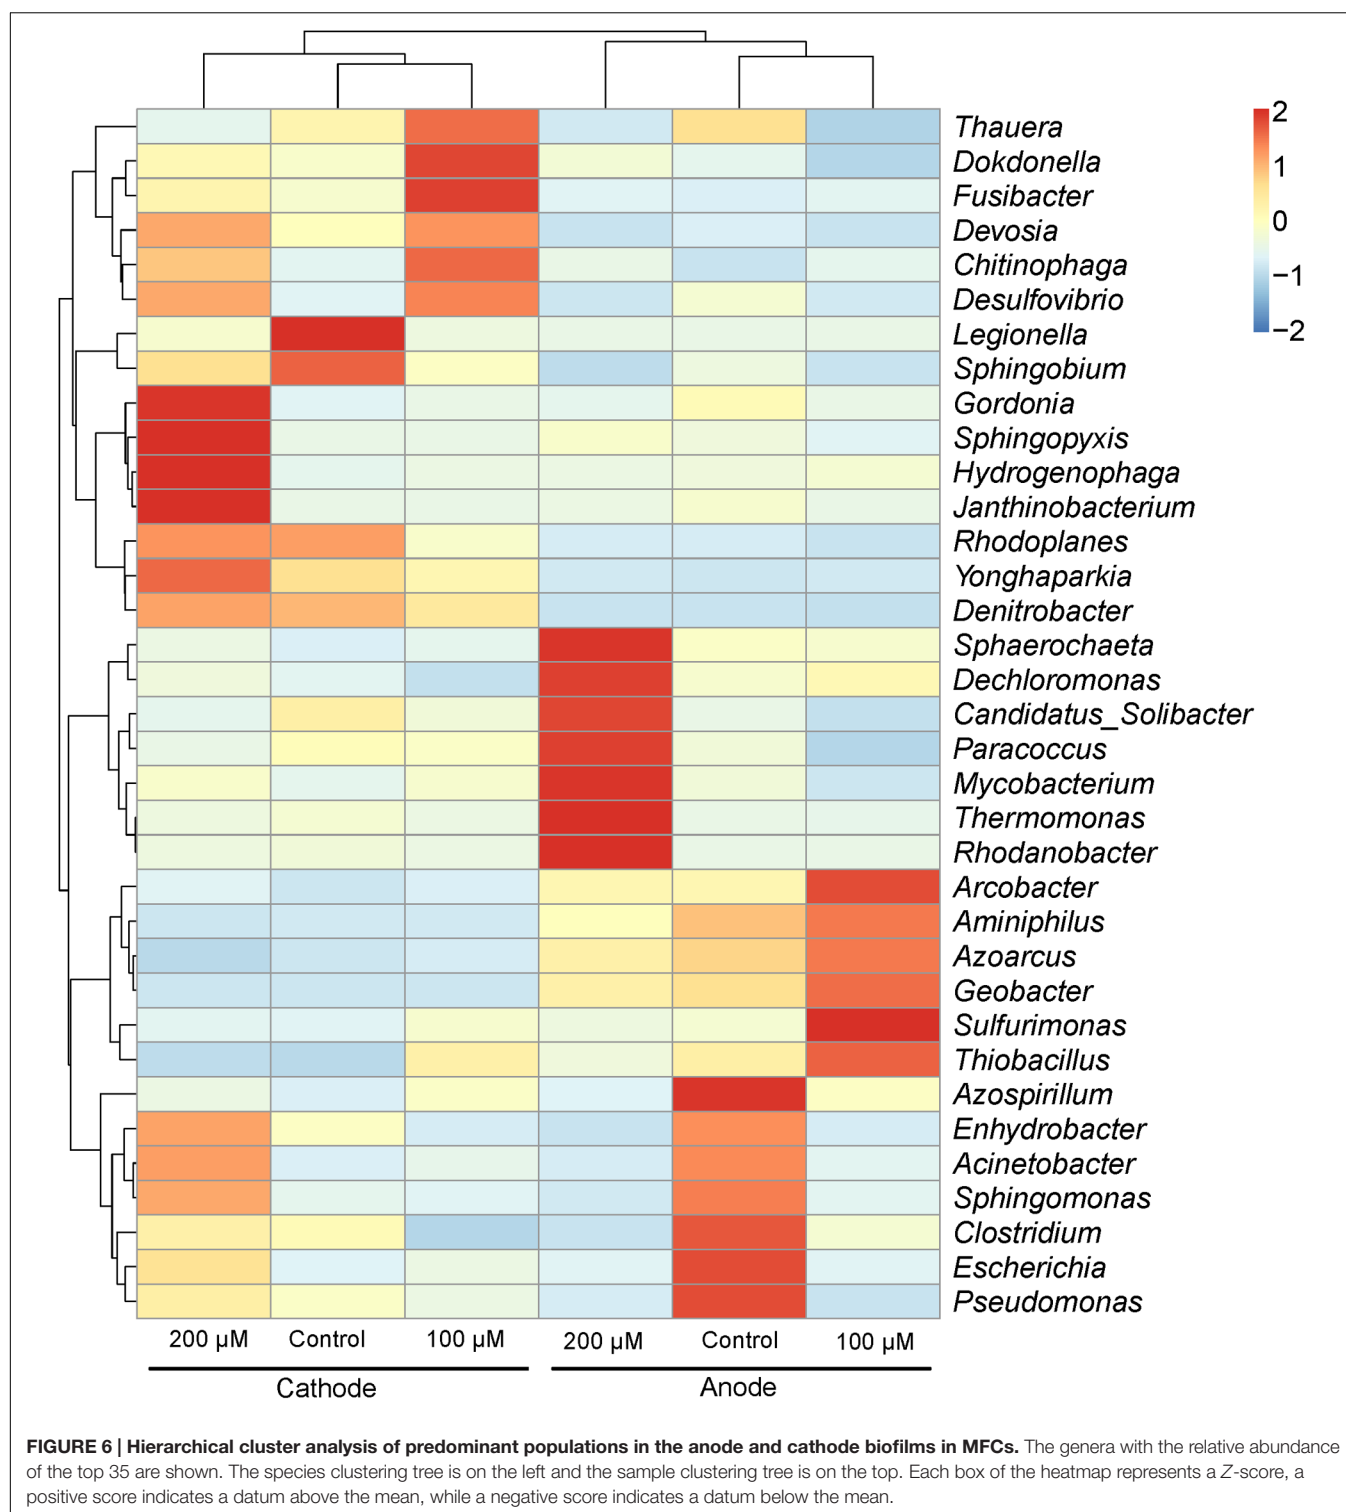 Thauera
Dokdonella
Fusibacter
Devosia
Chitinophaga
Desulfovibrio
Legionella
Sphingobium
Gordonia
Sphingopyxis
Hydrogenophaga
Janthinobacterium
Rhodoplanes
Yonghaparkia
Denitrobacter
Sphaerochaeta
Dechloromonas
Candidatus_Solibacter
Paracoccus
Mycobacterium
Thermomonas
Rhodanobacter
Arcobacter
Aminiphilus
Azoarcus
Geobacter
Sulfurimonas
Thiobacillus
Azospirillum
Enhydrobacter
Acinetobacter
Sphingomonas
Clostridium
Escherichia
Pseudomonas
2
1
0
−1
−2
200 µM Control 100 µM 200 µM Control 100 µM
Cathode Anode
FIGURE 6 | Hierarchical cluster analysis of predominant populations in the anode and cathode biofilms in MFCs. The genera with the relative abundance
of the top 35 are shown. The species clustering tree is on the left and the sample clustering tree is on the top. Each box of the heatmap represents a Z-score, a
positive score indicates a datum above the mean, while a negative score indicates a datum below the mean.